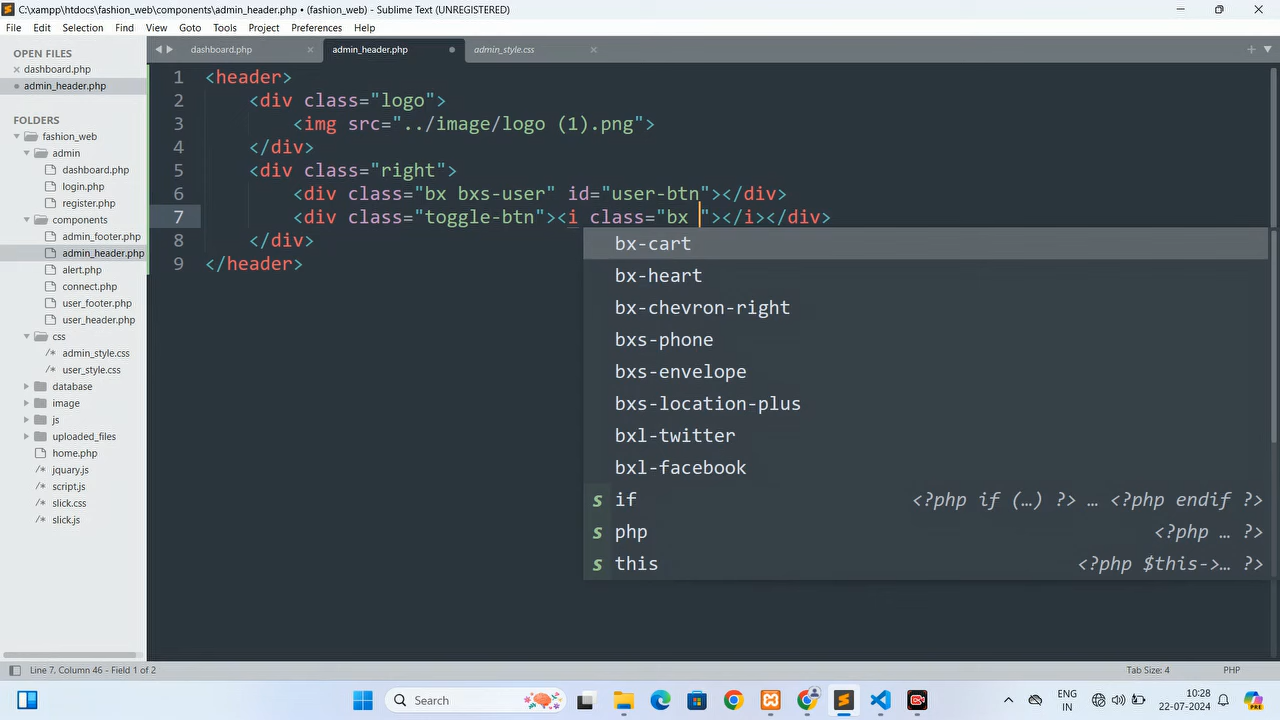 C:\xampp\htdocs\fashion_web\components\admin_header.php • (fashion_web) - Sublime Text (UNREGISTERED)
File Edit Selection Find View Goto Tools Project Preferences Help
OPEN FILES
dashboard.php
admin_header.php
FOLDERS
fashion_web
admin
dashboard.php
login.php
register.php
components
admin_footer.php
admin_header.php
alert.php
connect.php
user_footer.php
user_header.php
css
admin_style.css
user_style.css
database
image
js
uploaded_files
home.php
jquary.js
script.js
slick.css
slick.js
dashboard.php admin_header.php admin_style.css
1 <header>
2 <div class="logo">
3 <img src="../image/logo (1).png">
4 </div>
5 <div class="right">
6 <div class="bx bxs-user" id="user-btn"></div>
7 <div class="toggle-btn"><i class="bx "></i></div>
8 </div>
9 </header>
bx-cart
bx-heart
bx-chevron-right
bxs-phone
bxs-envelope
bxs-location-plus
bxl-twitter
bxl-facebook
s if <?php if (…) ?> … <?php endif ?>
s php <?php … ?>
s this <?php $this->… ?>
Line 7, Column 46 - Field 1 of 2 Tab Size: 4 PHP
Search
ENG
IN
10:28
22-07-2024
PRE